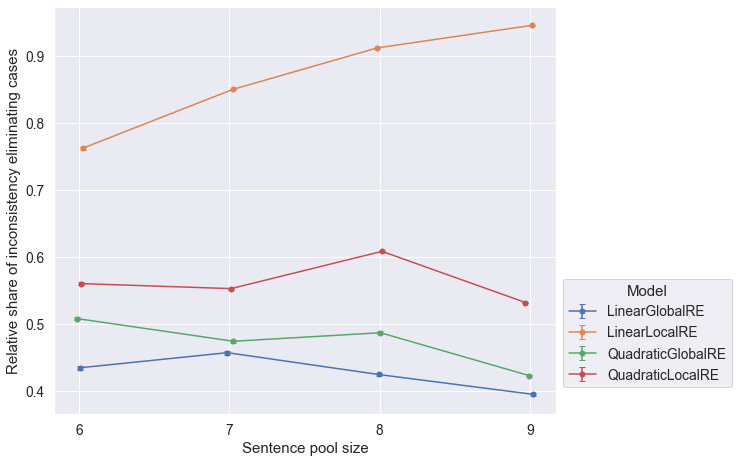 Relative share of inconsistency eliminating cases
0.9
0.8
0.7
0.6
0.5
0.4
6 7 8 9
Sentence pool size
Model
LinearGlobalRE
LinearLocalRE
QuadraticGlobalRE
QuadraticLocalRE